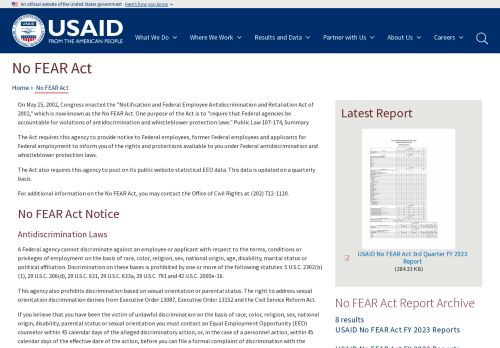 An official website of the United States government Here's how you know
USAID
FROM THE AMERICAN PEOPLE
What We Do
Where We Work
Results and Data
Partner with Us
About Us
Careers
No FEAR Act
Home › No FEAR Act
On May 15, 2002, Congress enacted the "Notification and Federal Employee Antidiscrimination and Retaliation Act of
2002," which is now known as the No FEAR Act. One purpose of the Act is to "require that Federal agencies be
accountable for violations of antidiscrimination and whistleblower protection laws." Public Law 107-174, Summary.
The Act requires this agency to provide notice to Federal employees, former Federal employees and applicants for
Federal employment to inform you of the rights and protections available to you under Federal antidiscrimination and
whistleblower protection laws.
The Act also requires this agency to post on its public website statistical EEO data. This data is updated on a quarterly
basis.
For additional information on the No FEAR Act, you may contact the Office of Civil Rights at (202) 712-1110.
No FEAR Act Notice
Antidiscrimination Laws
A Federal agency cannot discriminate against an employee or applicant with respect to the terms, conditions or
privileges of employment on the basis of race, color, religion, sex, national origin, age, disability, marital status or
political affiliation. Discrimination on these bases is prohibited by one or more of the following statutes: 5 U.S.C. 2302(b)
(1), 29 U.S.C. 206(d), 29 U.S.C. 631, 29 U.S.C. 633a, 29 U.S.C. 791 and 42 U.S.C. 2000e-16.
This agency also prohibits discrimination based on sexual orientation or parental status. The right to address sexual
orientation discrimination derives from Executive Order 13087, Executive Order 13152 and the Civil Service Reform Act.
If you believe that you have been the victim of unlawful discrimination on the basis of race, color, religion, sex, national
origin, disability, parental status or sexual orientation you must contact an Equal Employment Opportunity (EEO)
counselor within 45 calendar days of the alleged discriminatory action, or, in the case of a personnel action, within 45
calendar days of the effective date of the action, before you can file a formal complaint of discrimination with the
Latest Report
USAID No FEAR Act 3rd Quarter FY 2023
Report
(284.33 KB)
No FEAR Act Report Archive
8 results
USAID No FEAR Act FY 2023 Reports
USAID No FEAR Act FY 2022 Reports